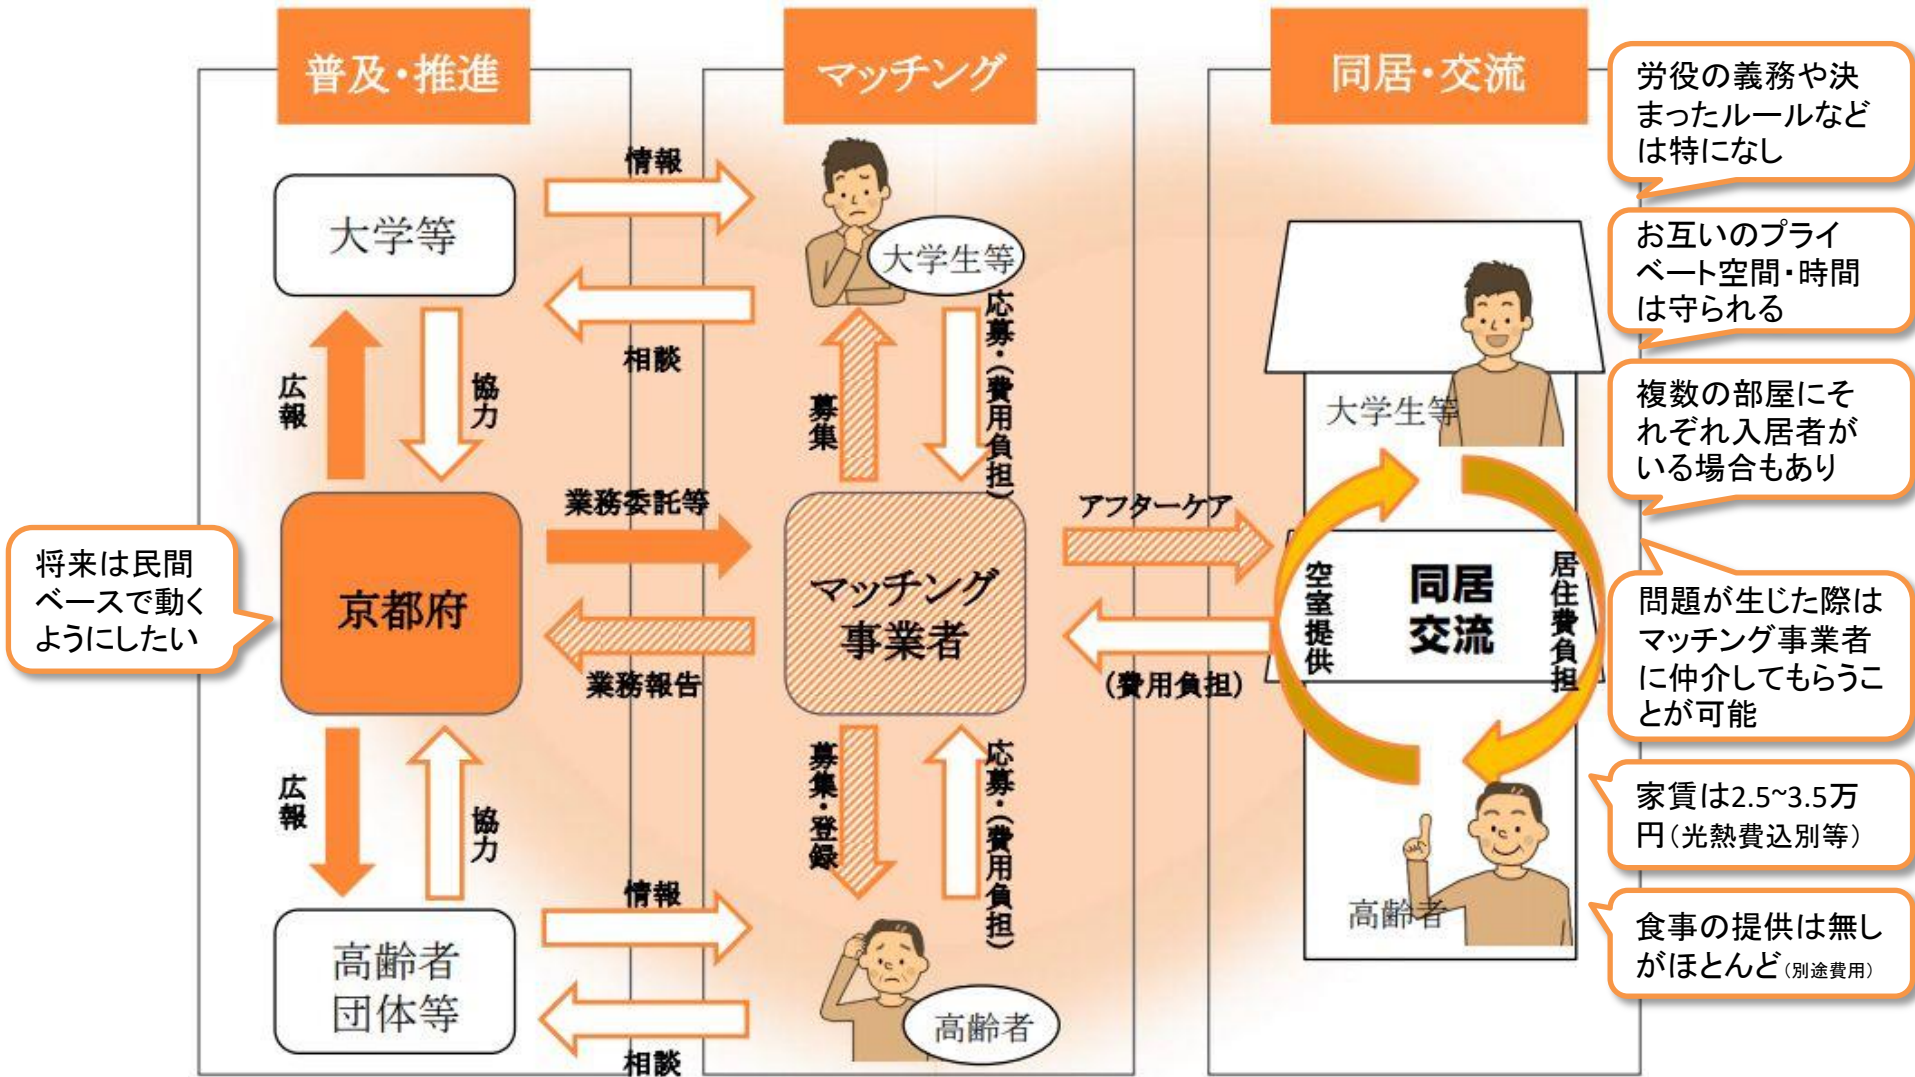 普及・推進
マッチング
同居・交流
大学等
情報
相談
大学生等
広報
協力
募集
応募・(費用負担)
京都府
業務委託等
業務報告
マッチング
事業者
アフターケア
(費用負担)
広報
協力
募集・登録
応募・(費用負担)
高齢者
団体等
情報
相談
高齢者
大学生等
空室提供
同居
交流
居住費負担
高齢者
将来は民間
ベースで動く
ようにしたい
労役の義務や決
まったルールなど
は特になし
お互いのプライ
ベート空間・時間
は守られる
複数の部屋にそ
れぞれ入居者が
いる場合もあり
問題が生じた際は
マッチング事業者
に仲介してもらうこ
とが可能
家賃は2.5~3.5万
円(光熱費込別等)
食事の提供は無し
がほとんど(別途費用)